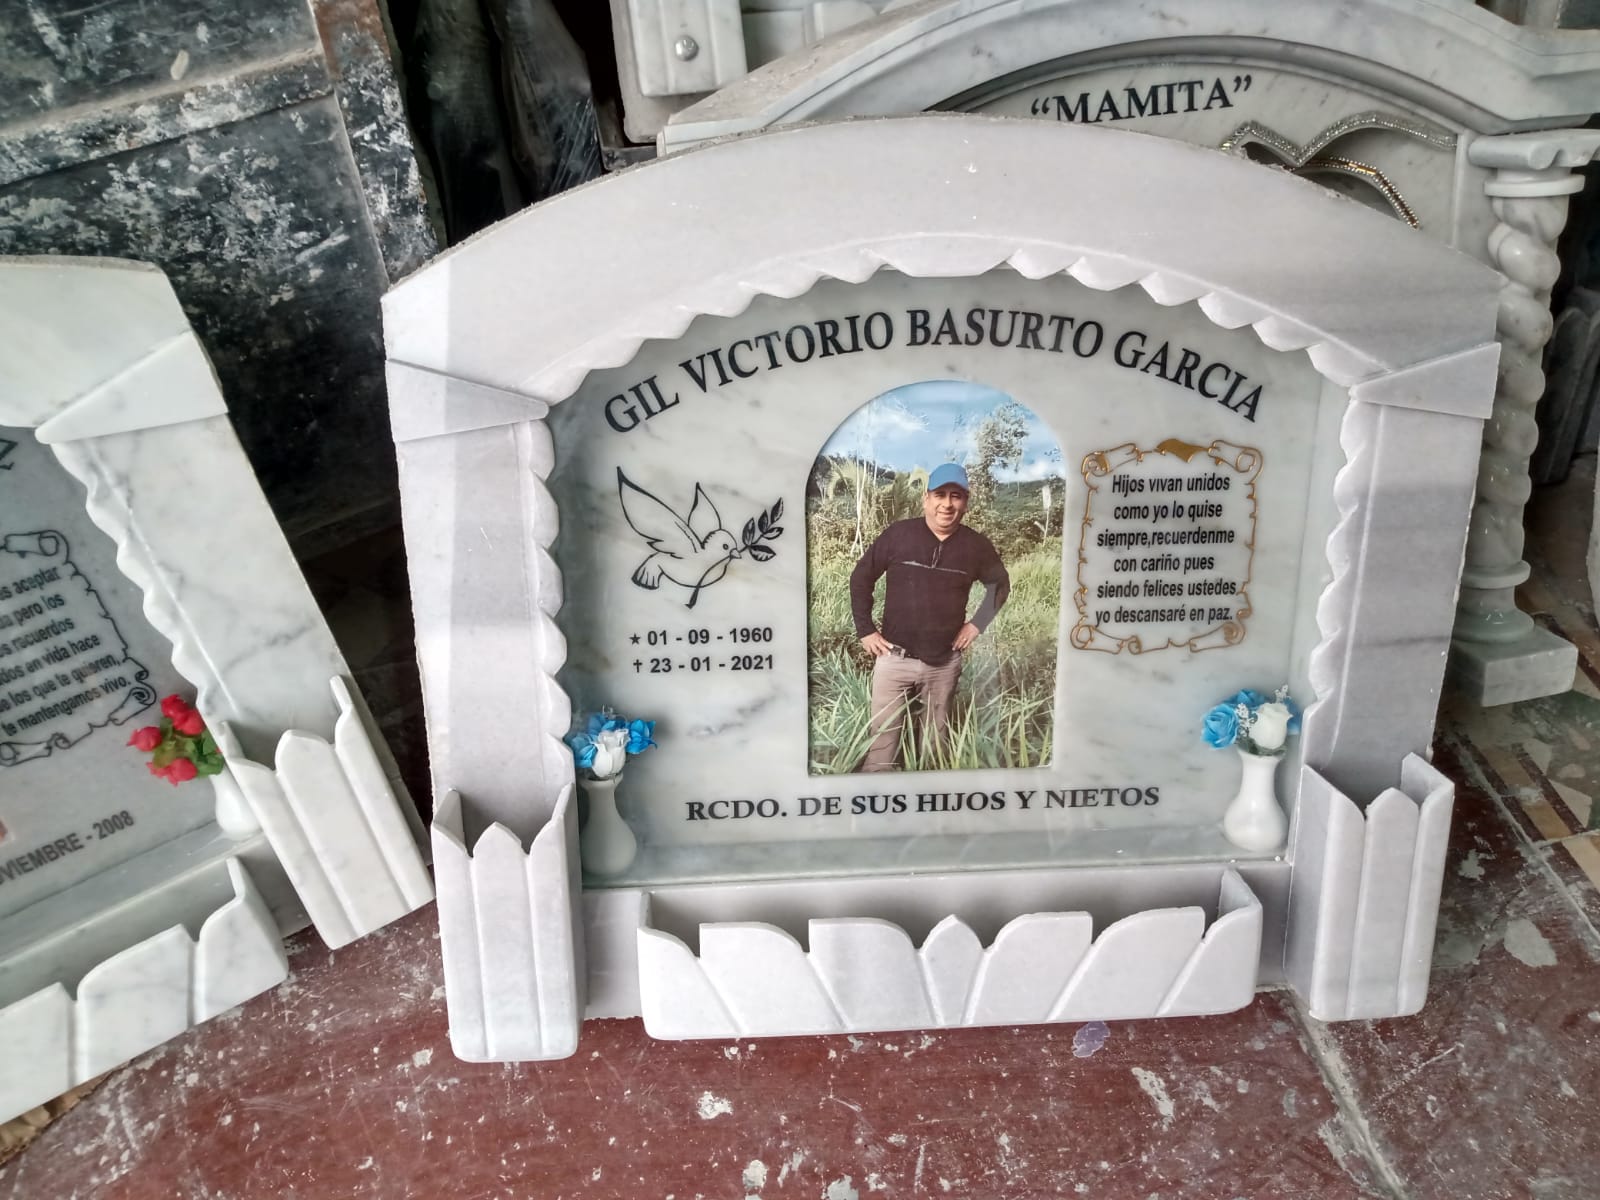 “MAMITA”
GIL VICTORIO BASURTO GARCIA
Hijos vivan unidos
como yo lo quise
siempre,recuerdenme
con cariño pues
siendo felices ustedes
yo descansaré en paz.
★ 01 - 09 - 1960
✝ 23 - 01 - 2021
RCDO. DE SUS HIJOS Y NIETOS
aceptar
pero los
recuerdos
en vida hace
los que te quieren,
te mantengamos vivo.
- 2008